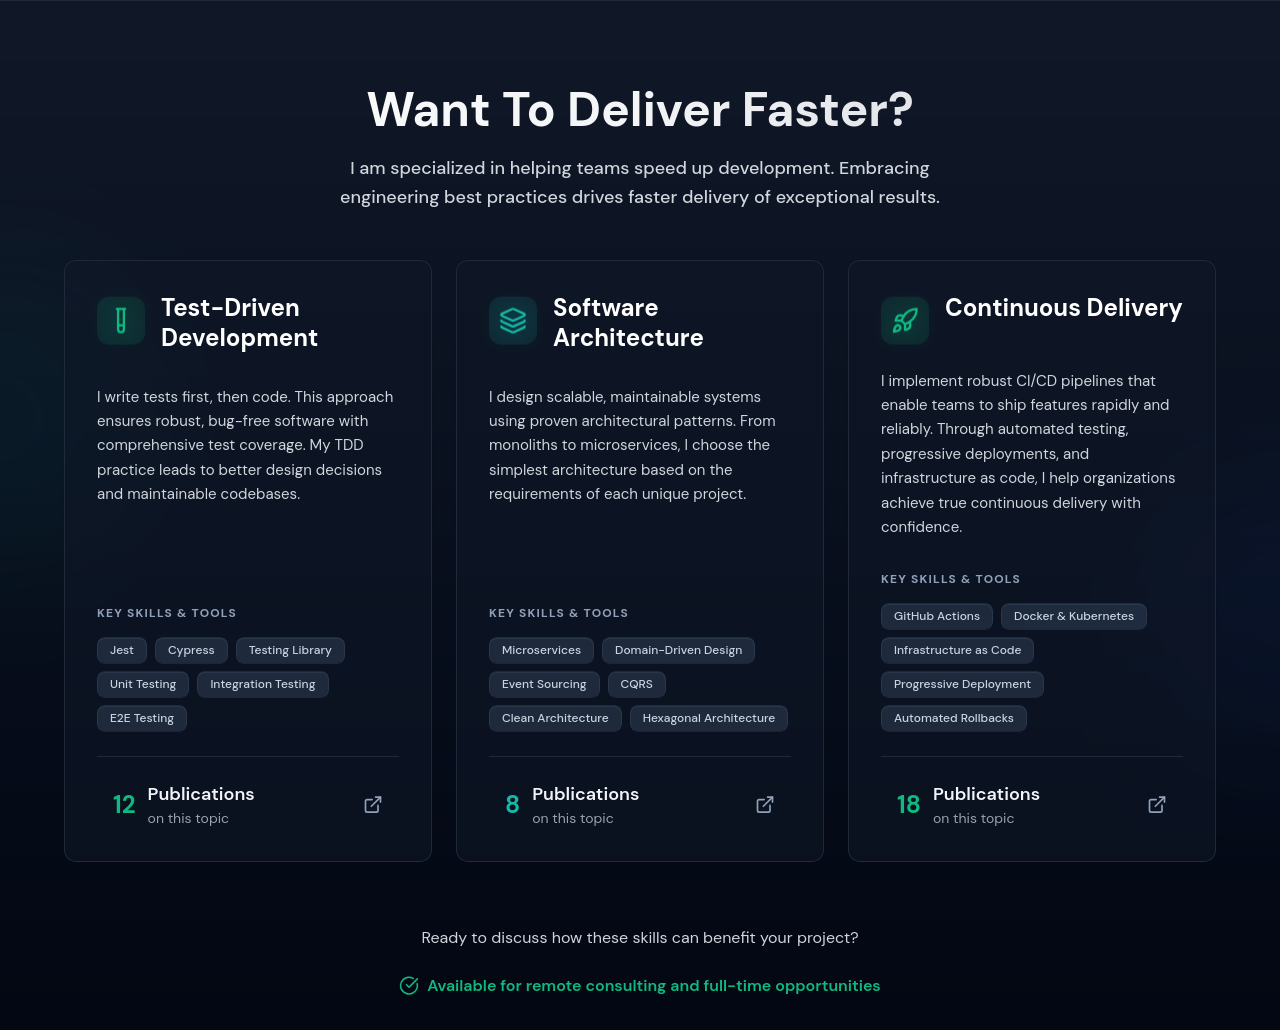 Want To Deliver Faster?
I am specialized in helping teams speed up development. Embracing
engineering best practices drives faster delivery of exceptional results.
Test-Driven
Development
I write tests first, then code. This approach
ensures robust, bug-free software with
comprehensive test coverage. My TDD
practice leads to better design decisions
and maintainable codebases.
KEY SKILLS & TOOLS
Jest
Cypress
Testing Library
Unit Testing
Integration Testing
E2E Testing
12
Publications
on this topic
Software
Architecture
I design scalable, maintainable systems
using proven architectural patterns. From
monoliths to microservices, I choose the
simplest architecture based on the
requirements of each unique project.
KEY SKILLS & TOOLS
Microservices
Domain-Driven Design
Event Sourcing
CQRS
Clean Architecture
Hexagonal Architecture
8
Publications
on this topic
Continuous Delivery
I implement robust CI/CD pipelines that
enable teams to ship features rapidly and
reliably. Through automated testing,
progressive deployments, and
infrastructure as code, I help organizations
achieve true continuous delivery with
confidence.
KEY SKILLS & TOOLS
GitHub Actions
Docker & Kubernetes
Infrastructure as Code
Progressive Deployment
Automated Rollbacks
18
Publications
on this topic
Ready to discuss how these skills can benefit your project?
Available for remote consulting and full-time opportunities